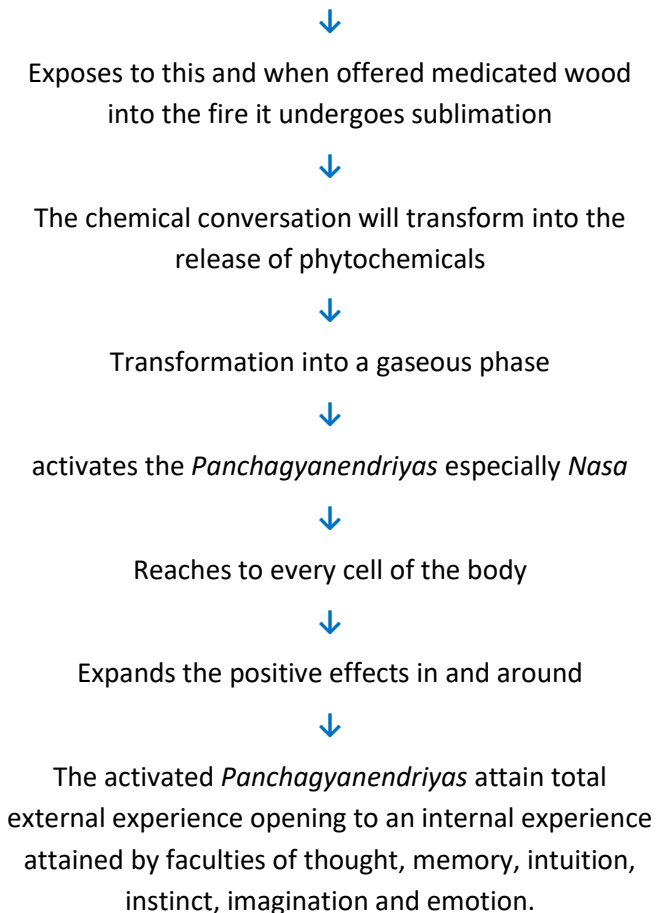 ↓
Exposes to this and when offered medicated wood
into the fire it undergoes sublimation
↓
The chemical conversation will transform into the
release of phytochemicals
↓
Transformation into a gaseous phase
↓
activates the Panchagyanendriyas especially Nasa
↓
Reaches to every cell of the body
↓
Expands the positive effects in and around
↓
The activated Panchagyanendriyas attain total
external experience opening to an internal experience
attained by faculties of thought, memory, intuition,
instinct, imagination and emotion.